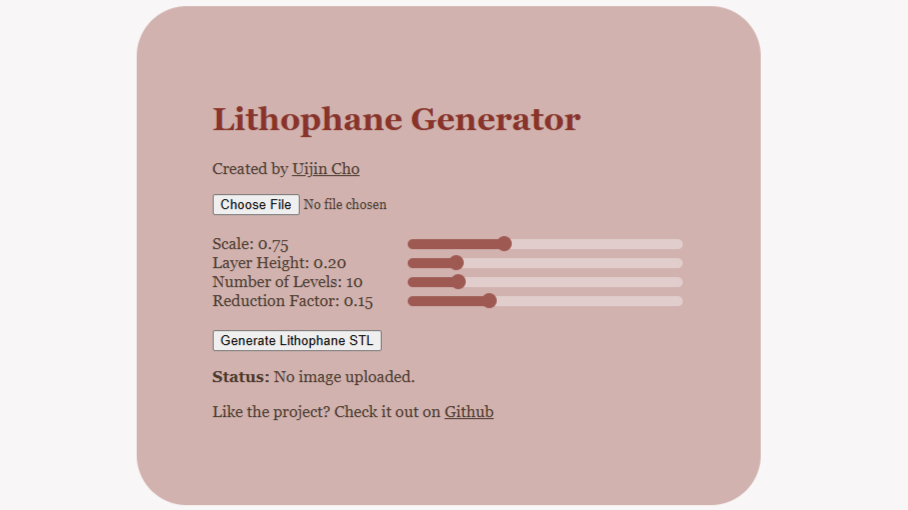 Lithophane Generator
Created by Uijin Cho
Choose File No file chosen
Scale: 0.75
Layer Height: 0.20
Number of Levels: 10
Reduction Factor: 0.15
Generate Lithophane STL
Status: No image uploaded.
Like the project? Check it out on Github